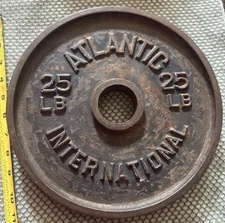 ATLANTIC
25 25
LB LB
INTERNATIONAL